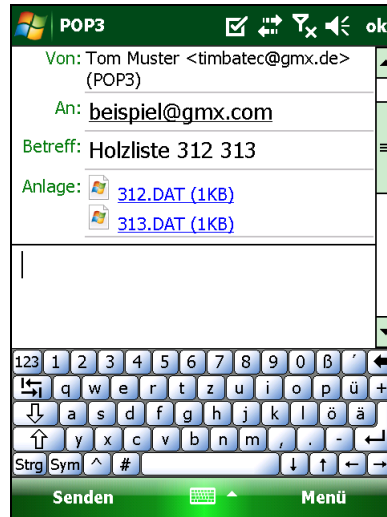 POP3 ok
Von: Tom Muster <timbatec@gmx.de>
(POP3)
An: beispiel@gmx.com
Betreff: Holzliste 312 313
Anlage: 312.DAT (1KB)
313.DAT (1KB)
123 1 2 3 4 5 6 7 8 9 0 ß ´
q w e r t z u i o p ü +
a s d f g h j k l ö ä
y x c v b n m , . -
Strg Sym ^ #
Senden Menü